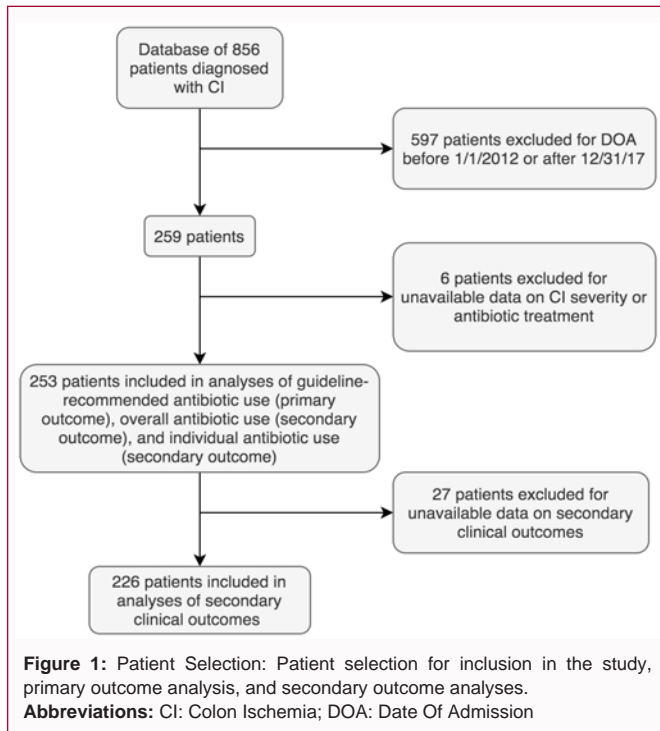 Database of 856
patients diagnosed
with CI
597 patients excluded for DOA
before 1/1/2012 or after 12/31/17
259 patients
6 patients excluded for
unavailable data on CI severity or
antibiotic treatment
253 patients included in analyses of guideline-
recommended antibiotic use (primary
outcome), overall antibiotic use (secondary
outcome), and individual antibiotic use
(secondary outcome)
27 patients excluded for
unavailable data on secondary
clinical outcomes
226 patients included in
analyses of secondary
clinical outcomes
Figure 1: Patient Selection: Patient selection for inclusion in the study,
primary outcome analysis, and secondary outcome analyses.
Abbreviations: CI: Colon Ischemia; DOA: Date Of Admission